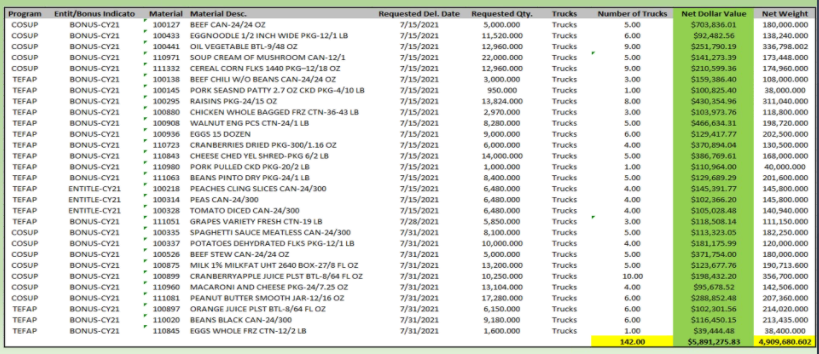 Program Entit/Bonus Indicato Material Material Desc. Requested Del. Date Requested Qty. Trucks Number of Trucks Net Dollar Value Net Weight
COSUP BONUS-CY21 100127 BEEF CAN-24/24 OZ 7/15/2021 5,000.000 Trucks 5.00 $703,836.01 180,000.000
COSUP BONUS-CY21 100433 EGGNOODLE 1/2 INCH WIDE PKG-12/1 LB 7/15/2021 11,520.000 Trucks 6.00 $92,482.56 138,240.000
COSUP BONUS-CY21 100441 OIL VEGETABLE BTL-9/48 OZ 7/15/2021 12,960.000 Trucks 9.00 $251,790.19 336,798.002
COSUP BONUS-CY21 110971 SOUP CREAM OF MUSHROOM CAN-12/1 7/15/2021 22,000.000 Trucks 5.00 $141,273.39 173,448.000
COSUP BONUS-CY21 111332 CEREAL CORN FLKS 1440 PKG-12/18 OZ 7/15/2021 12,960.000 Trucks 9.00 $210,599.36 174,960.000
TEFAP BONUS-CY21 100138 BEEF CHILI W/O BEANS CAN-24/24 OZ 7/15/2021 3,000.000 Trucks 3.00 $159,386.40 108,000.000
TEFAP BONUS-CY21 100145 PORK SEASND PATTY 2.7 OZ CKD PKG-4/10 LB 7/15/2021 950.000 Trucks 1.00 $100,825.40 38,000.000
TEFAP BONUS-CY21 100295 RAISINS PKG-24/15 OZ 7/15/2021 13,824.000 Trucks 8.00 $430,354.96 311,040.000
TEFAP BONUS-CY21 100880 CHICKEN WHOLE BAGGED FRZ CTN-36-43 LB 7/15/2021 2,970.000 Trucks 3.00 $103,973.76 118,800.000
TEFAP BONUS-CY21 100908 WALNUT ENG PCS CTN-24/1 LB 7/15/2021 8,280.000 Trucks 5.00 $466,634.31 198,720.000
TEFAP BONUS-CY21 100936 EGGS 15 DOZEN 7/15/2021 9,000.000 Trucks 6.00 $129,417.77 202,500.000
TEFAP BONUS-CY21 110723 CRANBERRIES DRIED PKG-300/1.16 OZ 7/15/2021 6,000.000 Trucks 4.00 $370,894.04 130,500.000
TEFAP BONUS-CY21 110843 CHEESE CHED YEL SHRED-PKG 6/2 LB 7/15/2021 14,000.000 Trucks 5.00 $386,769.61 168,000.000
TEFAP BONUS-CY21 110980 PORK PULLED CKD PKG-20/2 LB 7/15/2021 1,000.000 Trucks 1.00 $110,964.00 40,000.000
TEFAP BONUS-CY21 111063 BEANS PINTO DRY PKG-24/1 LB 7/15/2021 8,400.000 Trucks 5.00 $129,689.29 201,600.000
TEFAP ENTITLE-CY21 100218 PEACHES CLING SLICES CAN-24/300 7/15/2021 6,480.000 Trucks 4.00 $145,391.77 145,800.000
TEFAP ENTITLE-CY21 100314 PEAS CAN-24/300 7/15/2021 6,480.000 Trucks 4.00 $102,366.20 145,800.000
TEFAP ENTITLE-CY21 100328 TOMATO DICED CAN-24/300 7/15/2021 6,480.000 Trucks 4.00 $105,028.48 140,940.000
TEFAP BONUS-CY21 111051 GRAPES VARIETY FRESH CTN-19 LB 7/28/2021 5,850.000 Trucks 3.00 $118,508.14 111,150.000
COSUP BONUS-CY21 100335 SPAGHETTI SAUCE MEATLESS CAN-24/300 7/31/2021 8,100.000 Trucks 5.00 $113,323.05 182,250.000
COSUP BONUS-CY21 100337 POTATOES DEHYDRATED FLKS PKG-12/1 LB 7/31/2021 10,000.000 Trucks 4.00 $181,175.99 120,000.000
COSUP BONUS-CY21 100526 BEEF STEW CAN-24/24 OZ 7/31/2021 5,000.000 Trucks 5.00 $371,754.00 180,000.000
COSUP BONUS-CY21 100875 MILK 1% MILKFAT UHT 2640 BOX-27/8 FL OZ 7/31/2021 13,200.000 Trucks 5.00 $123,677.76 190,713.600
COSUP BONUS-CY21 100899 CRANBERRYAPPLE JUICE PLST BTL-8/64 FL OZ 7/31/2021 10,250.000 Trucks 10.00 $198,432.20 356,700.000
COSUP BONUS-CY21 110960 MACARONI AND CHEESE PKG-24/7.25 OZ 7/31/2021 13,104.000 Trucks 4.00 $95,678.52 142,506.000
COSUP BONUS-CY21 111081 PEANUT BUTTER SMOOTH JAR-12/16 OZ 7/31/2021 17,280.000 Trucks 6.00 $288,852.48 207,360.000
TEFAP BONUS-CY21 100897 ORANGE JUICE PLST BTL-8/64 FL OZ 7/31/2021 6,150.000 Trucks 6.00 $102,301.56 214,020.000
TEFAP BONUS-CY21 110020 BEANS BLACK CAN-24/300 7/31/2021 9,180.000 Trucks 6.00 $116,450.15 213,435.000
TEFAP BONUS-CY21 110845 EGGS WHOLE FRZ CTN-12/2 LB 7/31/2021 1,600.000 Trucks 1.00 $39,444.48 38,400.000
142.00 $5,891,275.83 4,909,680.602